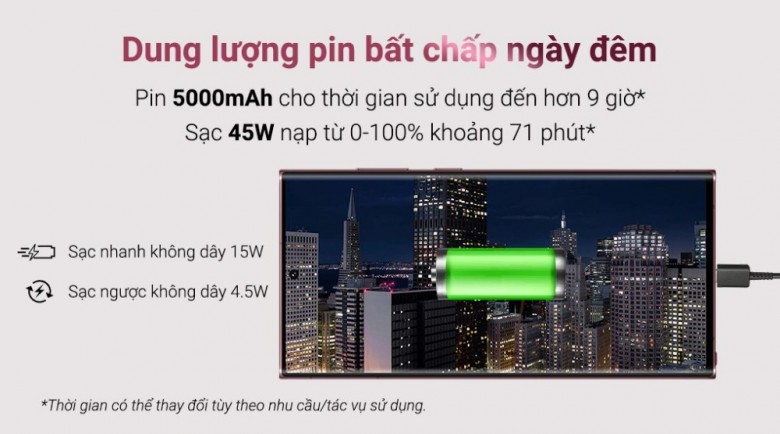 Dung lượng pin bất chấp ngày đêm
Pin 5000mAh cho thời gian sử dụng đến hơn 9 giờ*
Sạc 45W nạp từ 0-100% khoảng 71 phút*
Sạc nhanh không dây 15W
Sạc ngược không dây 4.5W
*Thời gian có thể thay đổi tùy theo nhu cầu/tác vụ sử dụng.